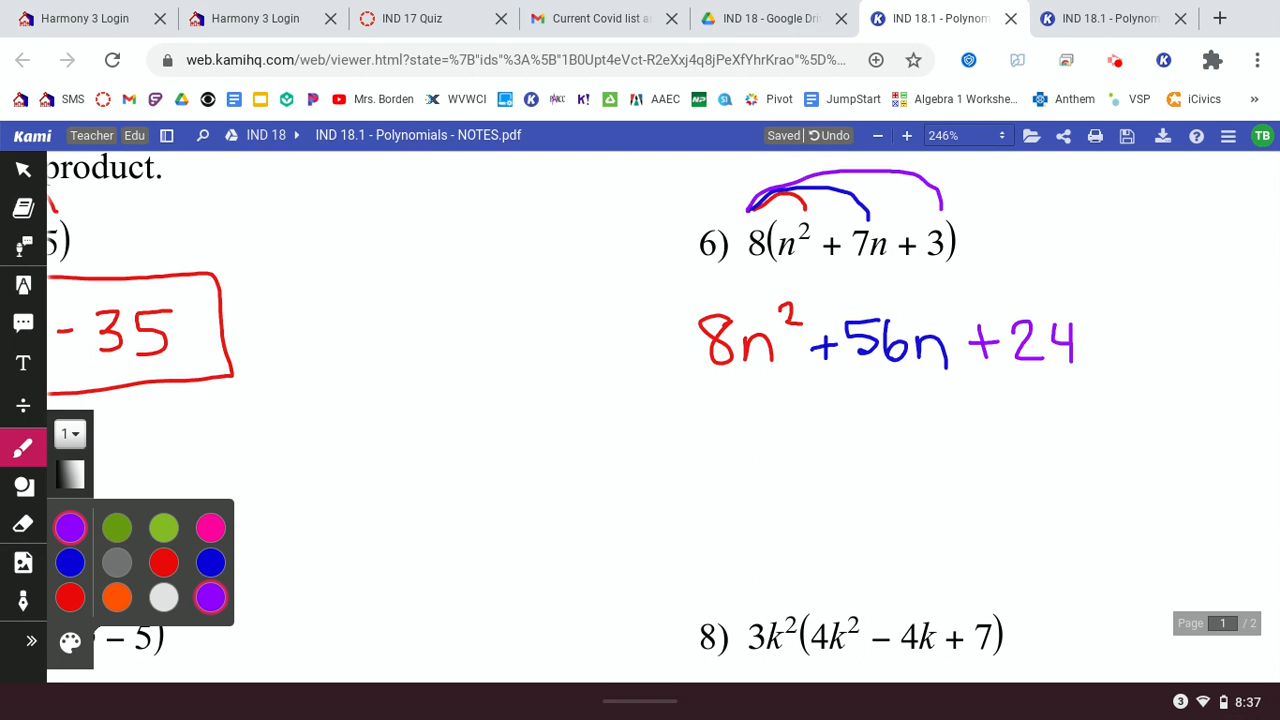 Harmony 3 Login
Harmony 3 Login
IND 17 Quiz
Current Covid list a
IND 18 - Google Dri
IND 18.1 - Polynom
IND 18.1 - Polynom
web.kamihq.com/web/viewer.html?state=%7B"ids"%3A%5B"1B0Upt4eVct-R2eXxj4q8jPeXfYhrKrao"%5D%...
SMS
Mrs. Borden
WVWCI
K!
AAEC
NP
Pivot
JumpStart
Algebra 1 Workshe...
Anthem
VSP
iCivics
»
Kami Teacher Edu IND 18 IND 18.1 - Polynomials - NOTES.pdf Saved Undo 246% TB
product.
5)
6) 8(n² + 7n + 3)
- 35
8n² +56n +24
1
- 5)
8) 3k²(4k² − 4k + 7)
Page 1 / 2
3 8:37